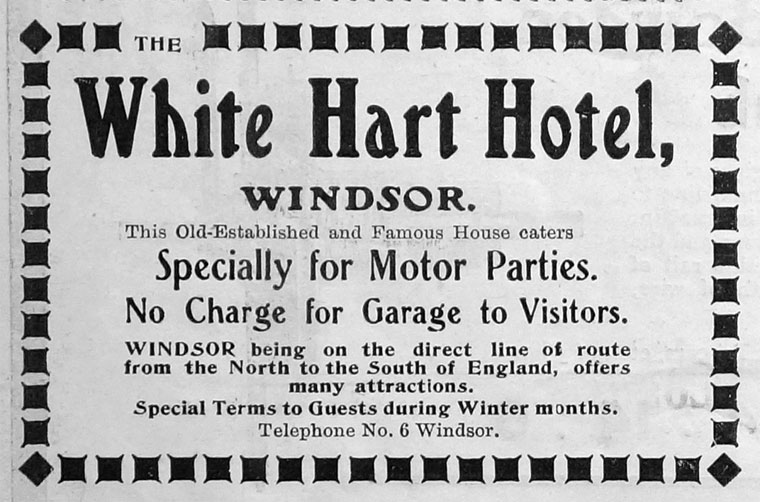 THE
White Hart Hotel,
WINDSOR.
This Old-Established and Famous House caters
Specially for Motor Parties.
No Charge for Garage to Visitors.
WINDSOR being on the direct line of route
from the North to the South of England, offers
many attractions.
Special Terms to Guests during Winter months.
Telephone No. 6 Windsor.